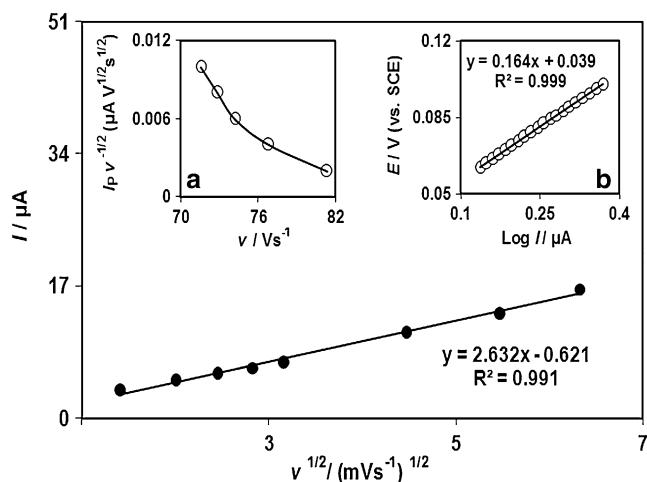 51
34
17
0
I / µA
1
3
5
7
v ^1/2 / (mVs⁻¹) ^1/2
y = 2.632x - 0.621
R² = 0.991
0.012
0.006
0
I_P v ^-1/2 (µA V^1/2 s^1/2)
a
70
76
82
v / Vs⁻¹
0.12
0.085
0.05
E / V (vs. SCE)
y = 0.164x + 0.039
R² = 0.999
b
0.1
0.25
0.4
Log I / µA